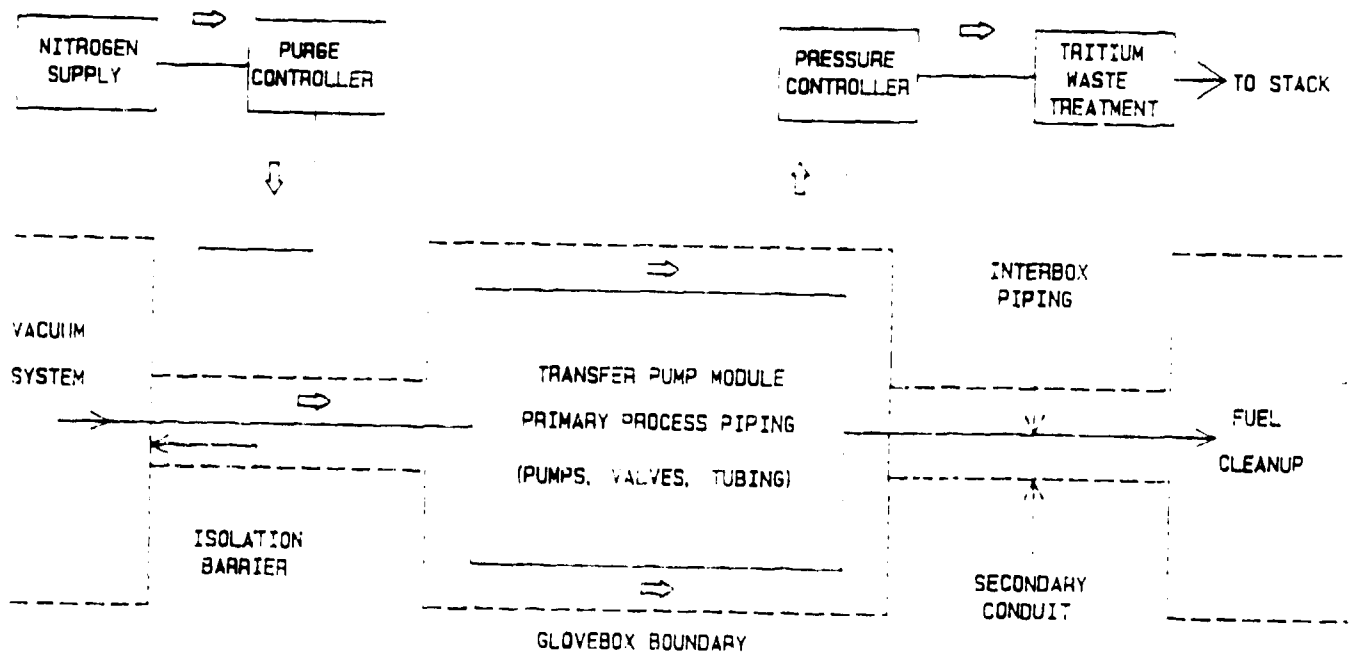 NITROGEN
SUPPLY
PURGE
CONTROLLER
PRESSURE
CONTROLLER
TRITIUM
WASTE
TREATMENT
TO STACK
VACUUM
SYSTEM
INTERBOX
PIPING
TRANSFER PUMP MODULE
PRIMARY PROCESS PIPING
(PUMPS, VALVES, TUBING)
FUEL
CLEANUP
ISOLATION
BARRIER
SECONDARY
CONDUIT
GLOVEBOX BOUNDARY